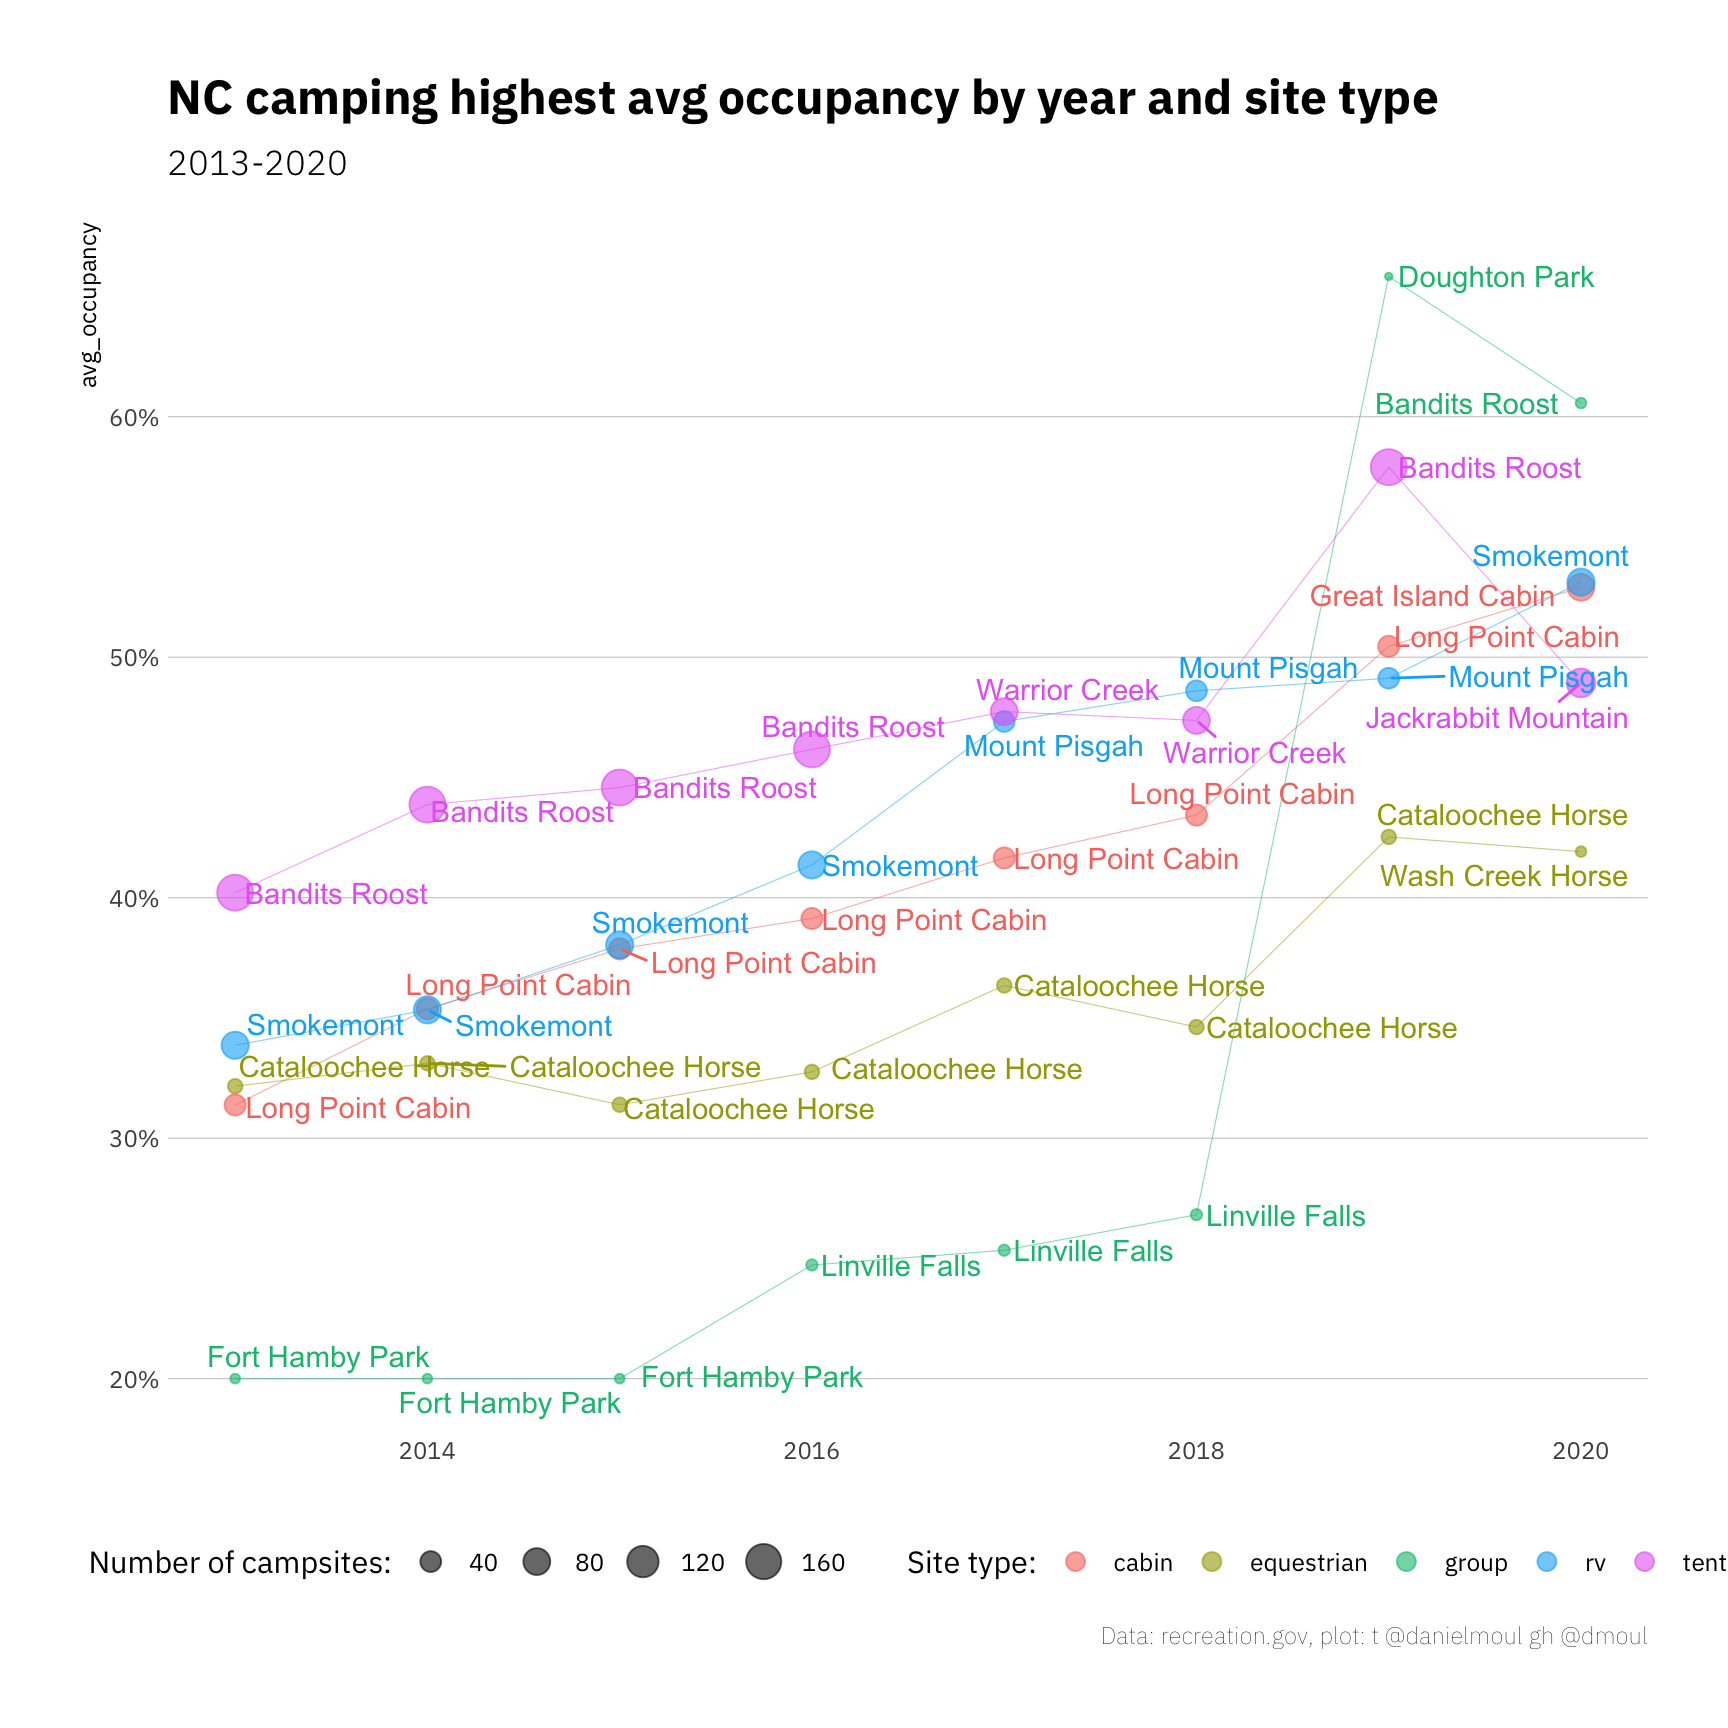 NC camping highest avg occupancy by year and site type
2013-2020
avg_occupancy
Doughton Park
Bandits Roost
60%
Bandits Roost
Smokemont
Great Island Cabin
Long Point Cabin
50%
Mount Pisgah
Mount Pisgah
Warrior Creek
Jackrabbit Mountain
Bandits Roost
Mount Pisgah
Warrior Creek
Bandits Roost
Long Point Cabin
Bandits Roost
Cataloochee Horse
Long Point Cabin
Smokemont
Wash Creek Horse
Bandits Roost
40%
Smokemont
Long Point Cabin
Long Point Cabin
Long Point Cabin
Cataloochee Horse
Smokemont
Smokemont
Cataloochee Horse
Cataloochee Horse
Cataloochee Horse
Cataloochee Horse
Long Point Cabin
Cataloochee Horse
30%
Linville Falls
Linville Falls
Linville Falls
Fort Hamby Park
20%
Fort Hamby Park
Fort Hamby Park
2014 2016 2018 2020
Number of campsites: 40 80 120 160 Site type: cabin equestrian group rv tent
Data: recreation.gov, plot: t @danielmoul gh @dmoul